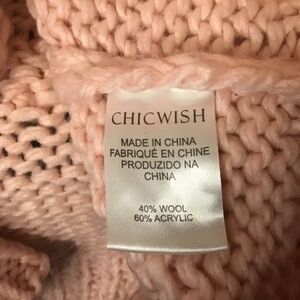 CHICWISH
MADE IN CHINA
FABRIQUÉ EN CHINE
PRODUZIDO NA
CHINA
40% WOOL
60% ACRYLIC